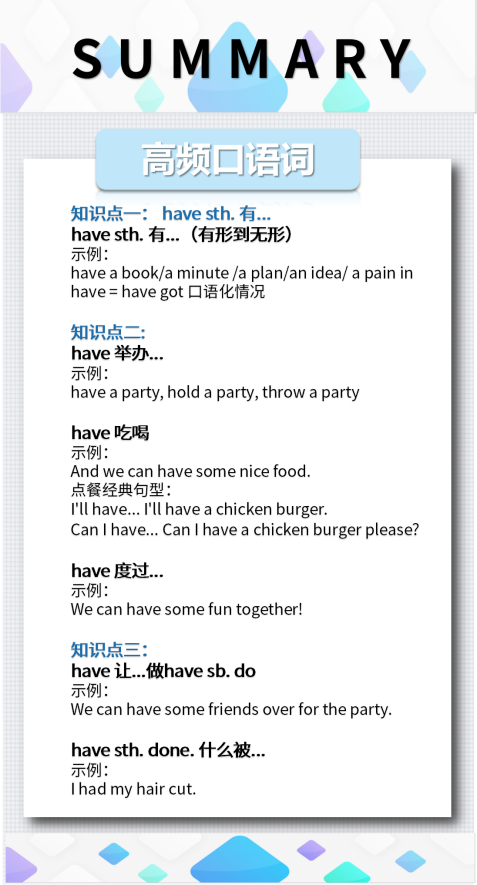 SUMMARY
高频口语词
知识点一： have sth. 有...
have sth. 有...（有形到无形）
示例：
have a book/a minute /a plan/an idea/ a pain in
have = have got 口语化情况
知识点二:
have 举办...
示例：
have a party, hold a party, throw a party
have 吃喝
示例：
And we can have some nice food.
点餐经典句型：
I'll have... I'll have a chicken burger.
Can I have... Can I have a chicken burger please?
have 度过...
示例：
We can have some fun together!
知识点三：
have 让...做have sb. do
示例：
We can have some friends over for the party.
have sth. done. 什么被...
示例：
I had my hair cut.